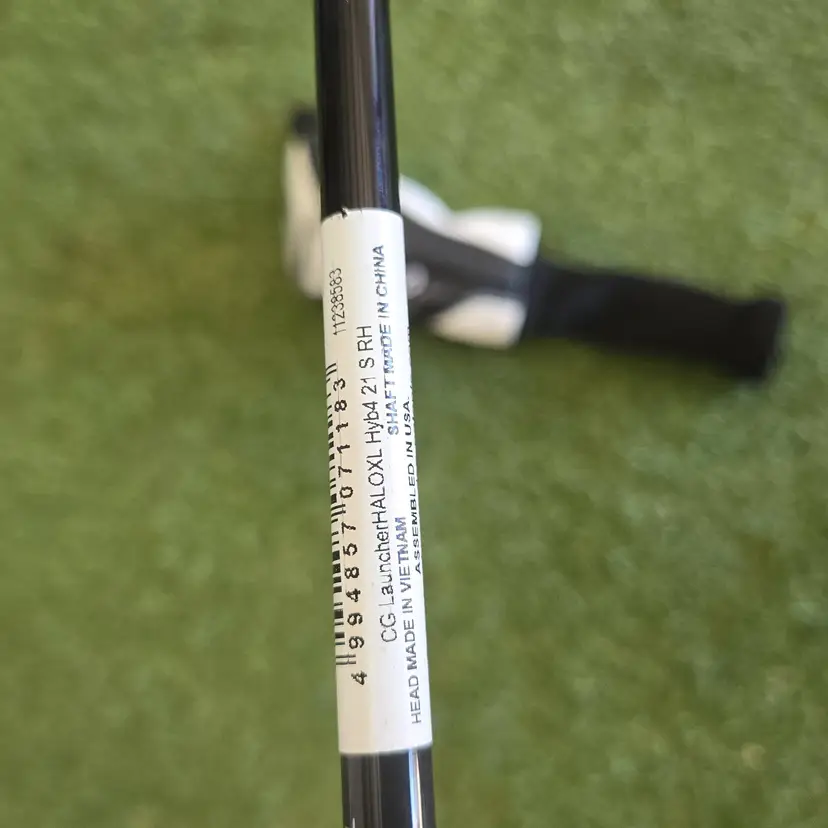 11238583
4 994857 071183
CG LauncherHALOXL Hyb4 21 S RH
SHAFT MADE IN CHINA
HEAD MADE IN VIETNAM
ASSEMBLED IN USA.